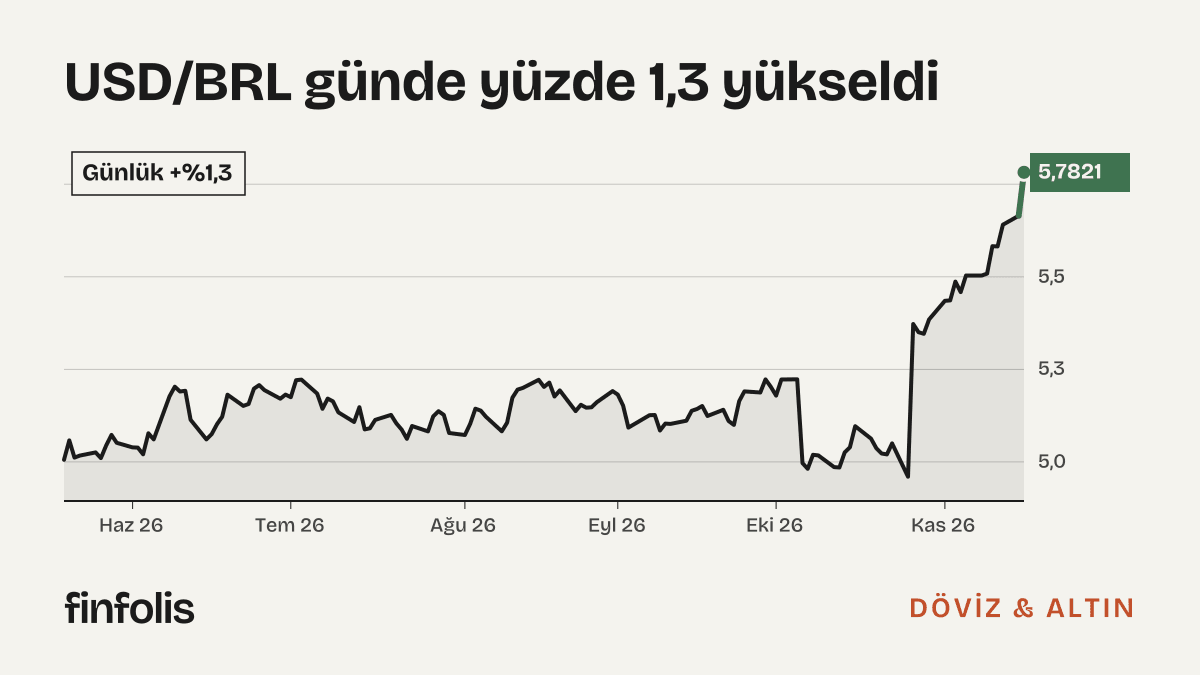 USD/BRL günde yüzde 1,3 yükseldi
Günlük +%1,3
5,7821
5,5
5,3
5,0
Haz 26 Tem 26 Ağu 26 Eyl 26 Eki 26 Kas 26
finfolis
DÖVİZ & ALTIN